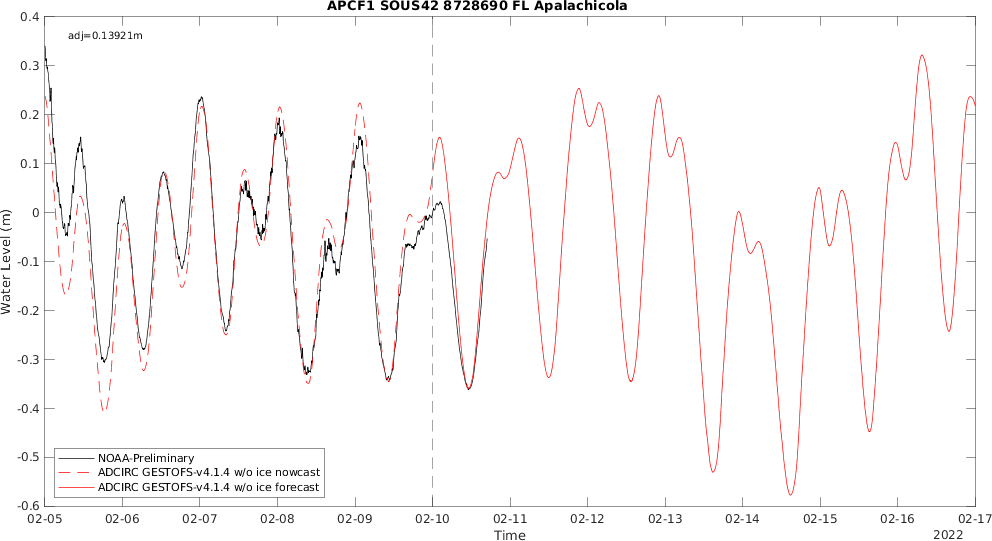 APCF1 SOUS42 8728690 FL Apalachicola
adj=0.13921m
0.4
0.3
0.2
0.1
0
-0.1
-0.2
-0.3
-0.4
-0.5
-0.6
Water Level (m)
NOAA-Preliminary
ADCIRC GESTOFS-v4.1.4 w/o ice nowcast
ADCIRC GESTOFS-v4.1.4 w/o ice forecast
02-05 02-06 02-07 02-08 02-09 02-10 02-11 02-12 02-13 02-14 02-15 02-16 02-17
Time
2022